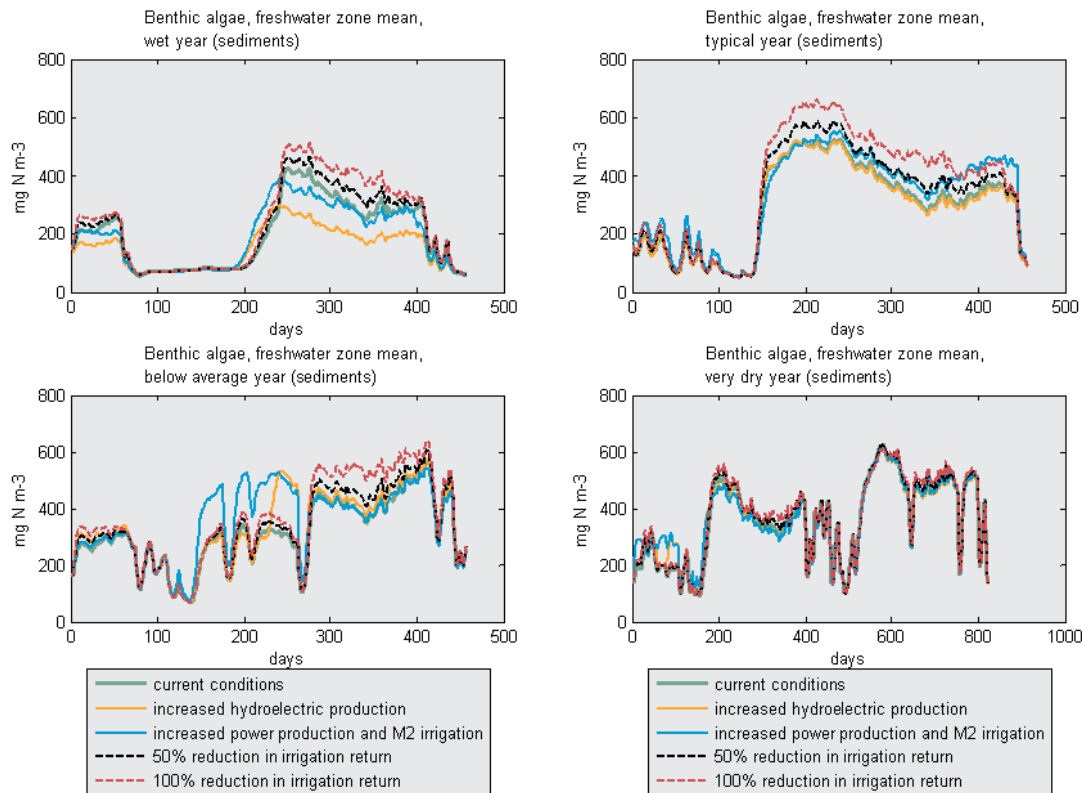 Benthic algae, freshwater zone mean,
wet year (sediments)
800
600
400
200
0
mg N m-3
0 100 200 300 400 500
days
Benthic algae, freshwater zone mean,
typical year (sediments)
800
600
400
200
0
mg N m-3
0 100 200 300 400 500
days
Benthic algae, freshwater zone mean,
below average year (sediments)
800
600
400
200
0
mg N m-3
0 100 200 300 400 500
days
Benthic algae, freshwater zone mean,
very dry year (sediments)
800
600
400
200
0
mg N m-3
0 200 400 600 800 1000
days
current conditions
increased hydroelectric production
increased power production and M2 irrigation
50% reduction in irrigation return
100% reduction in irrigation return
current conditions
increased hydroelectric production
increased power production and M2 irrigation
50% reduction in irrigation return
100% reduction in irrigation return